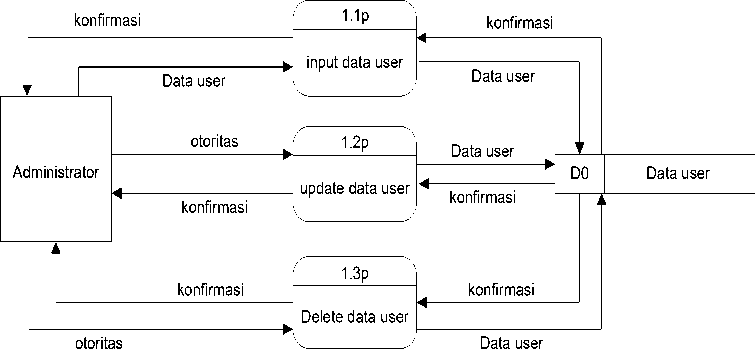 konfirmasi
1.1p
konfirmasi
input data user
Data user
Data user
otoritas
1.2p
Data user
Administrator
D0
Data user
update data user
konfirmasi
konfirmasi
1.3p
konfirmasi
konfirmasi
Delete data user
otoritas
Data user